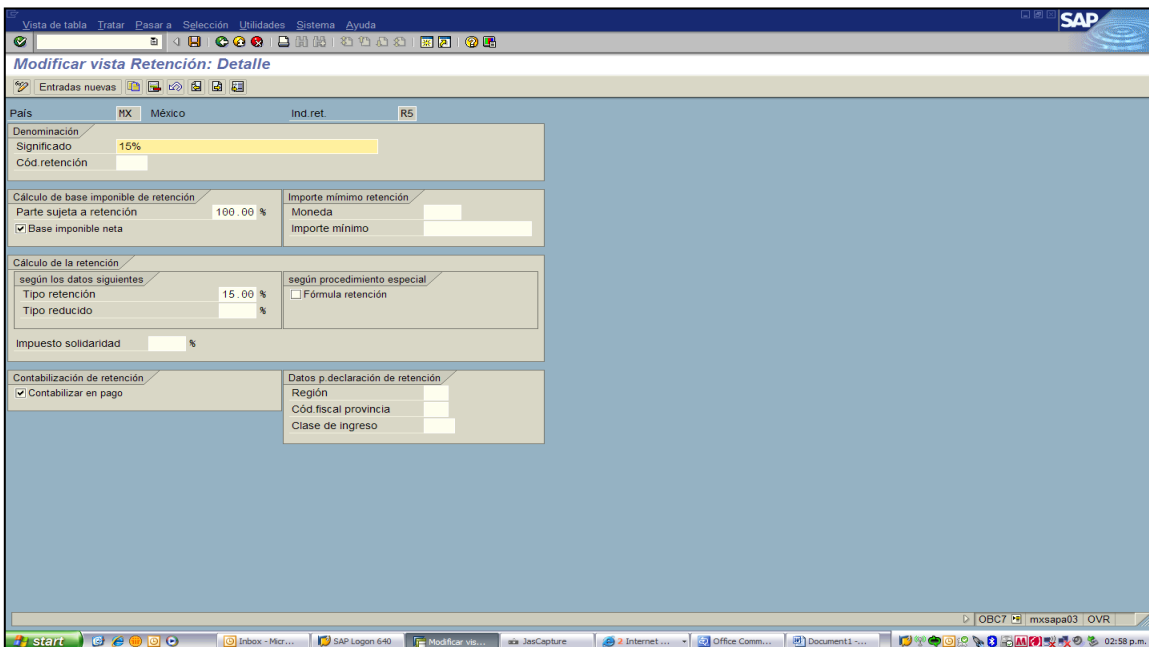 Vista de tabla Tratar Pasar a Selección Utilidades Sistema Ayuda
SAP
Modificar vista Retención: Detalle
Entradas nuevas
País MX México Ind.ret. R5
Denominación
Significado 15%
Cód.retención
Cálculo de base imponible de retención
Parte sujeta a retención 100.00 %
Base imponible neta
Importe mímimo retención
Moneda
Importe mínimo
Cálculo de la retención
según los datos siguientes
Tipo retención 15.00 %
Tipo reducido %
según procedimiento especial
Fórmula retención
Impuesto solidaridad %
Contabilización de retención
Contabilizar en pago
Datos p.declaración de retención
Región
Cód.fiscal provincia
Clase de ingreso
OBC7 mxsapa03 OVR
start Inbox - Micr... SAP Logon 640 Modificar vis... JasCapture 2 Internet ... Office Comm... Document1 -... 02:58 p.m.